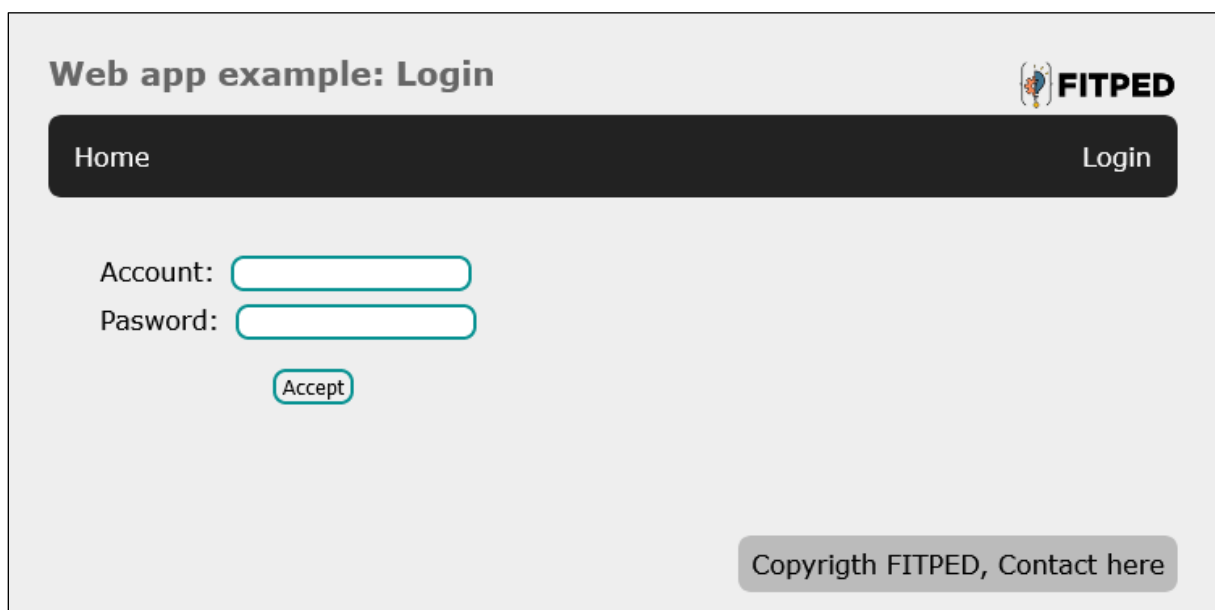 Web app example: Login
FITPED
Home
Login
Account:
Pasword:
Accept
Copyrigth FITPED, Contact here